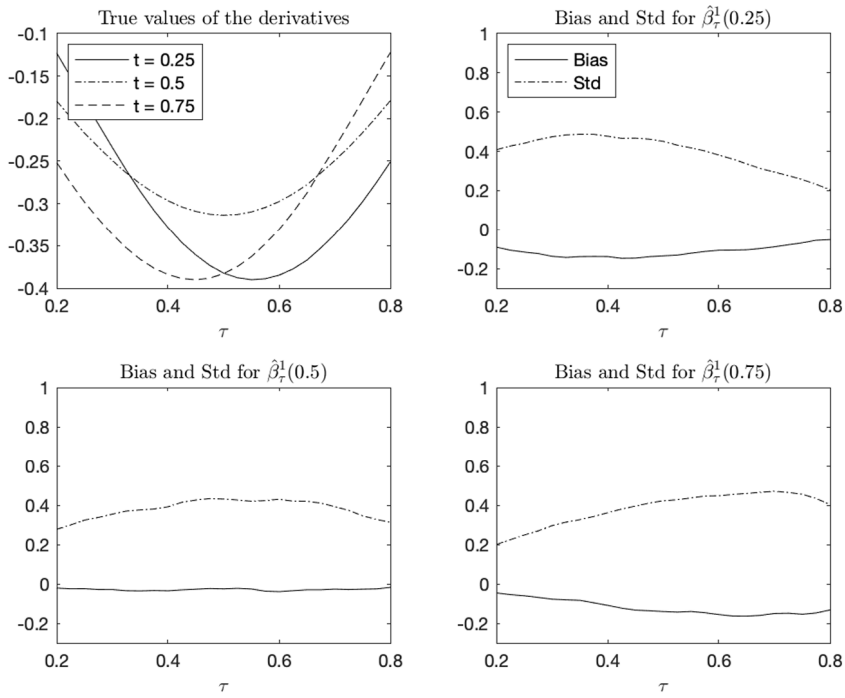 True values of the derivatives
-0.1
-0.15
-0.2
-0.25
-0.3
-0.35
-0.4
t = 0.25
t = 0.5
t = 0.75
0.2 0.4 0.6 0.8
τ
Bias and Std for β̂¹τ(0.25)
1
0.8
0.6
0.4
0.2
0
-0.2
Bias
Std
0.2 0.4 0.6 0.8
τ
Bias and Std for β̂¹τ(0.5)
1
0.8
0.6
0.4
0.2
0
-0.2
0.2 0.4 0.6 0.8
τ
Bias and Std for β̂¹τ(0.75)
1
0.8
0.6
0.4
0.2
0
-0.2
0.2 0.4 0.6 0.8
τ